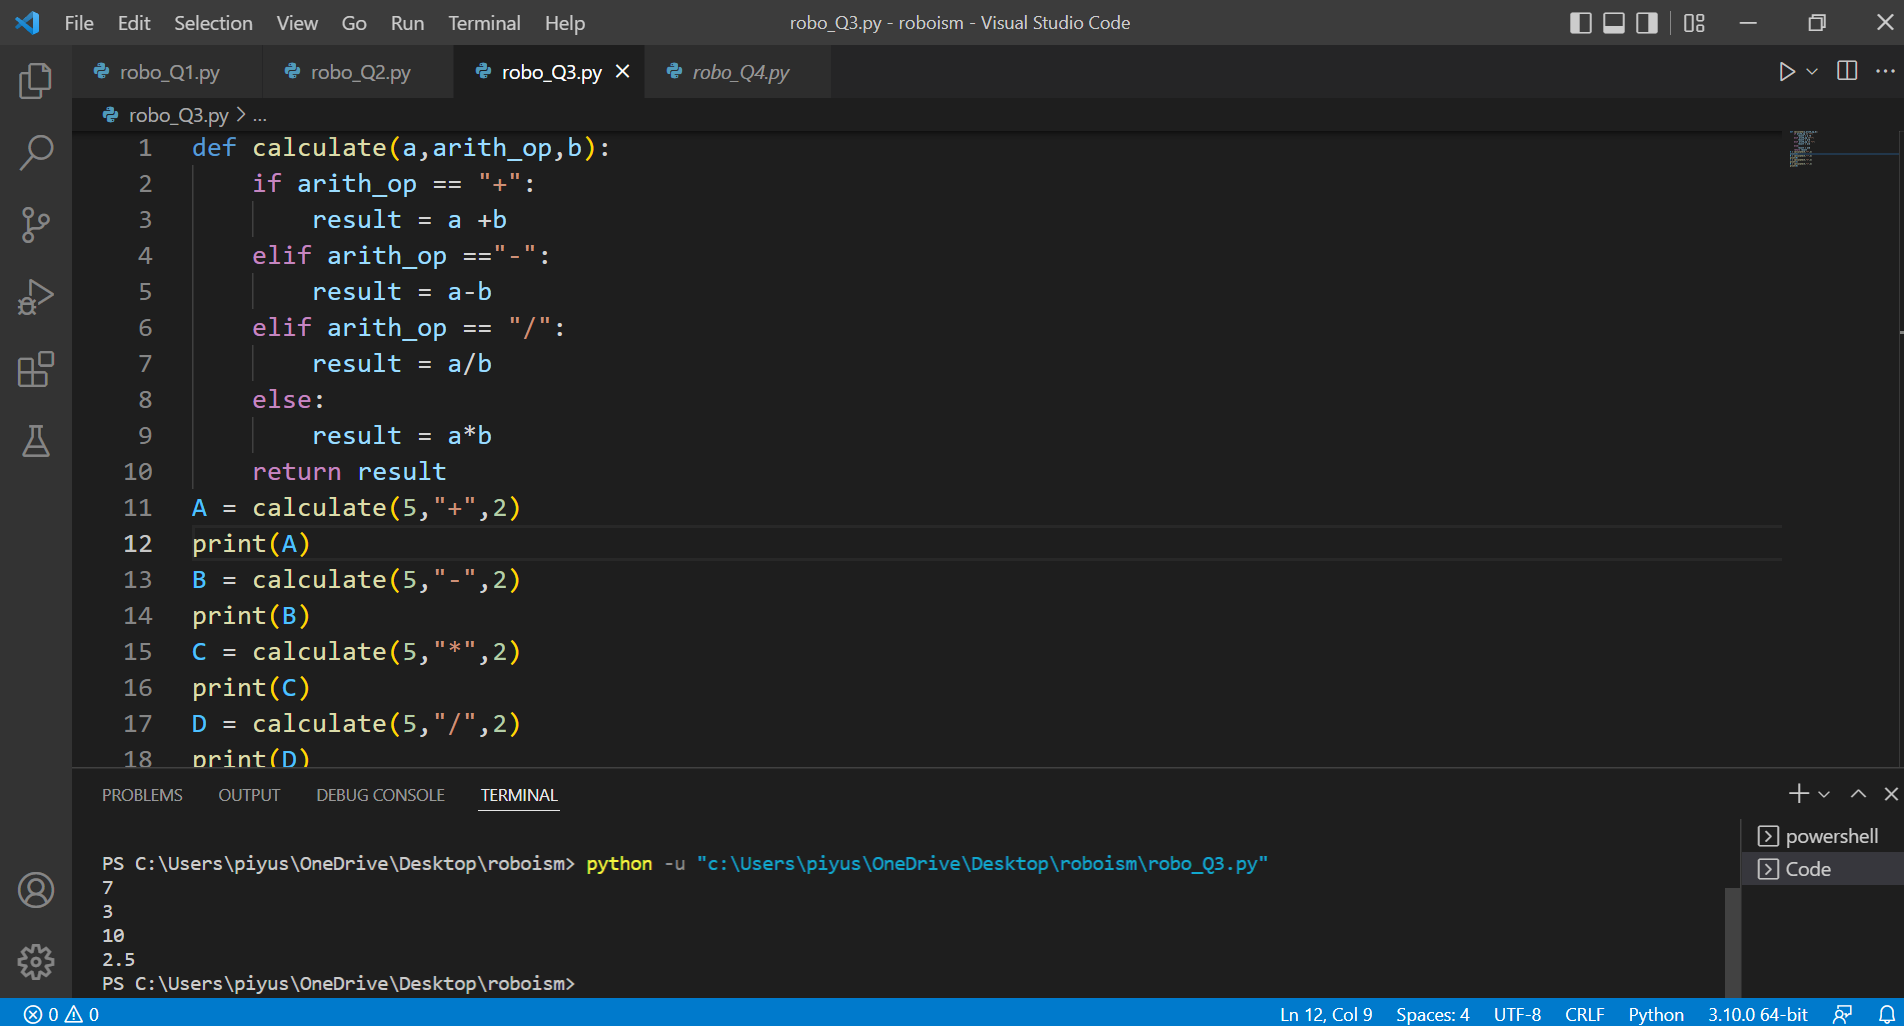 File Edit Selection View Go Run Terminal Help robo_Q3.py - roboism - Visual Studio Code
robo_Q1.py robo_Q2.py robo_Q3.py robo_Q4.py
robo_Q3.py > ...
1 def calculate(a,arith_op,b):
2     if arith_op == "+":
3         result = a +b
4     elif arith_op =="-":
5         result = a-b
6     elif arith_op == "/":
7         result = a/b
8     else:
9         result = a*b
10     return result
11 A = calculate(5,"+",2)
12 print(A)
13 B = calculate(5,"-",2)
14 print(B)
15 C = calculate(5,"*",2)
16 print(C)
17 D = calculate(5,"/",2)
18 print(D)
PROBLEMS OUTPUT DEBUG CONSOLE TERMINAL
powershell
Code
PS C:\Users\piyus\OneDrive\Desktop\roboism> python -u "c:\Users\piyus\OneDrive\Desktop\roboism\robo_Q3.py"
7
3
10
2.5
PS C:\Users\piyus\OneDrive\Desktop\roboism>
0 0 Ln 12, Col 9 Spaces: 4 UTF-8 CRLF Python 3.10.0 64-bit